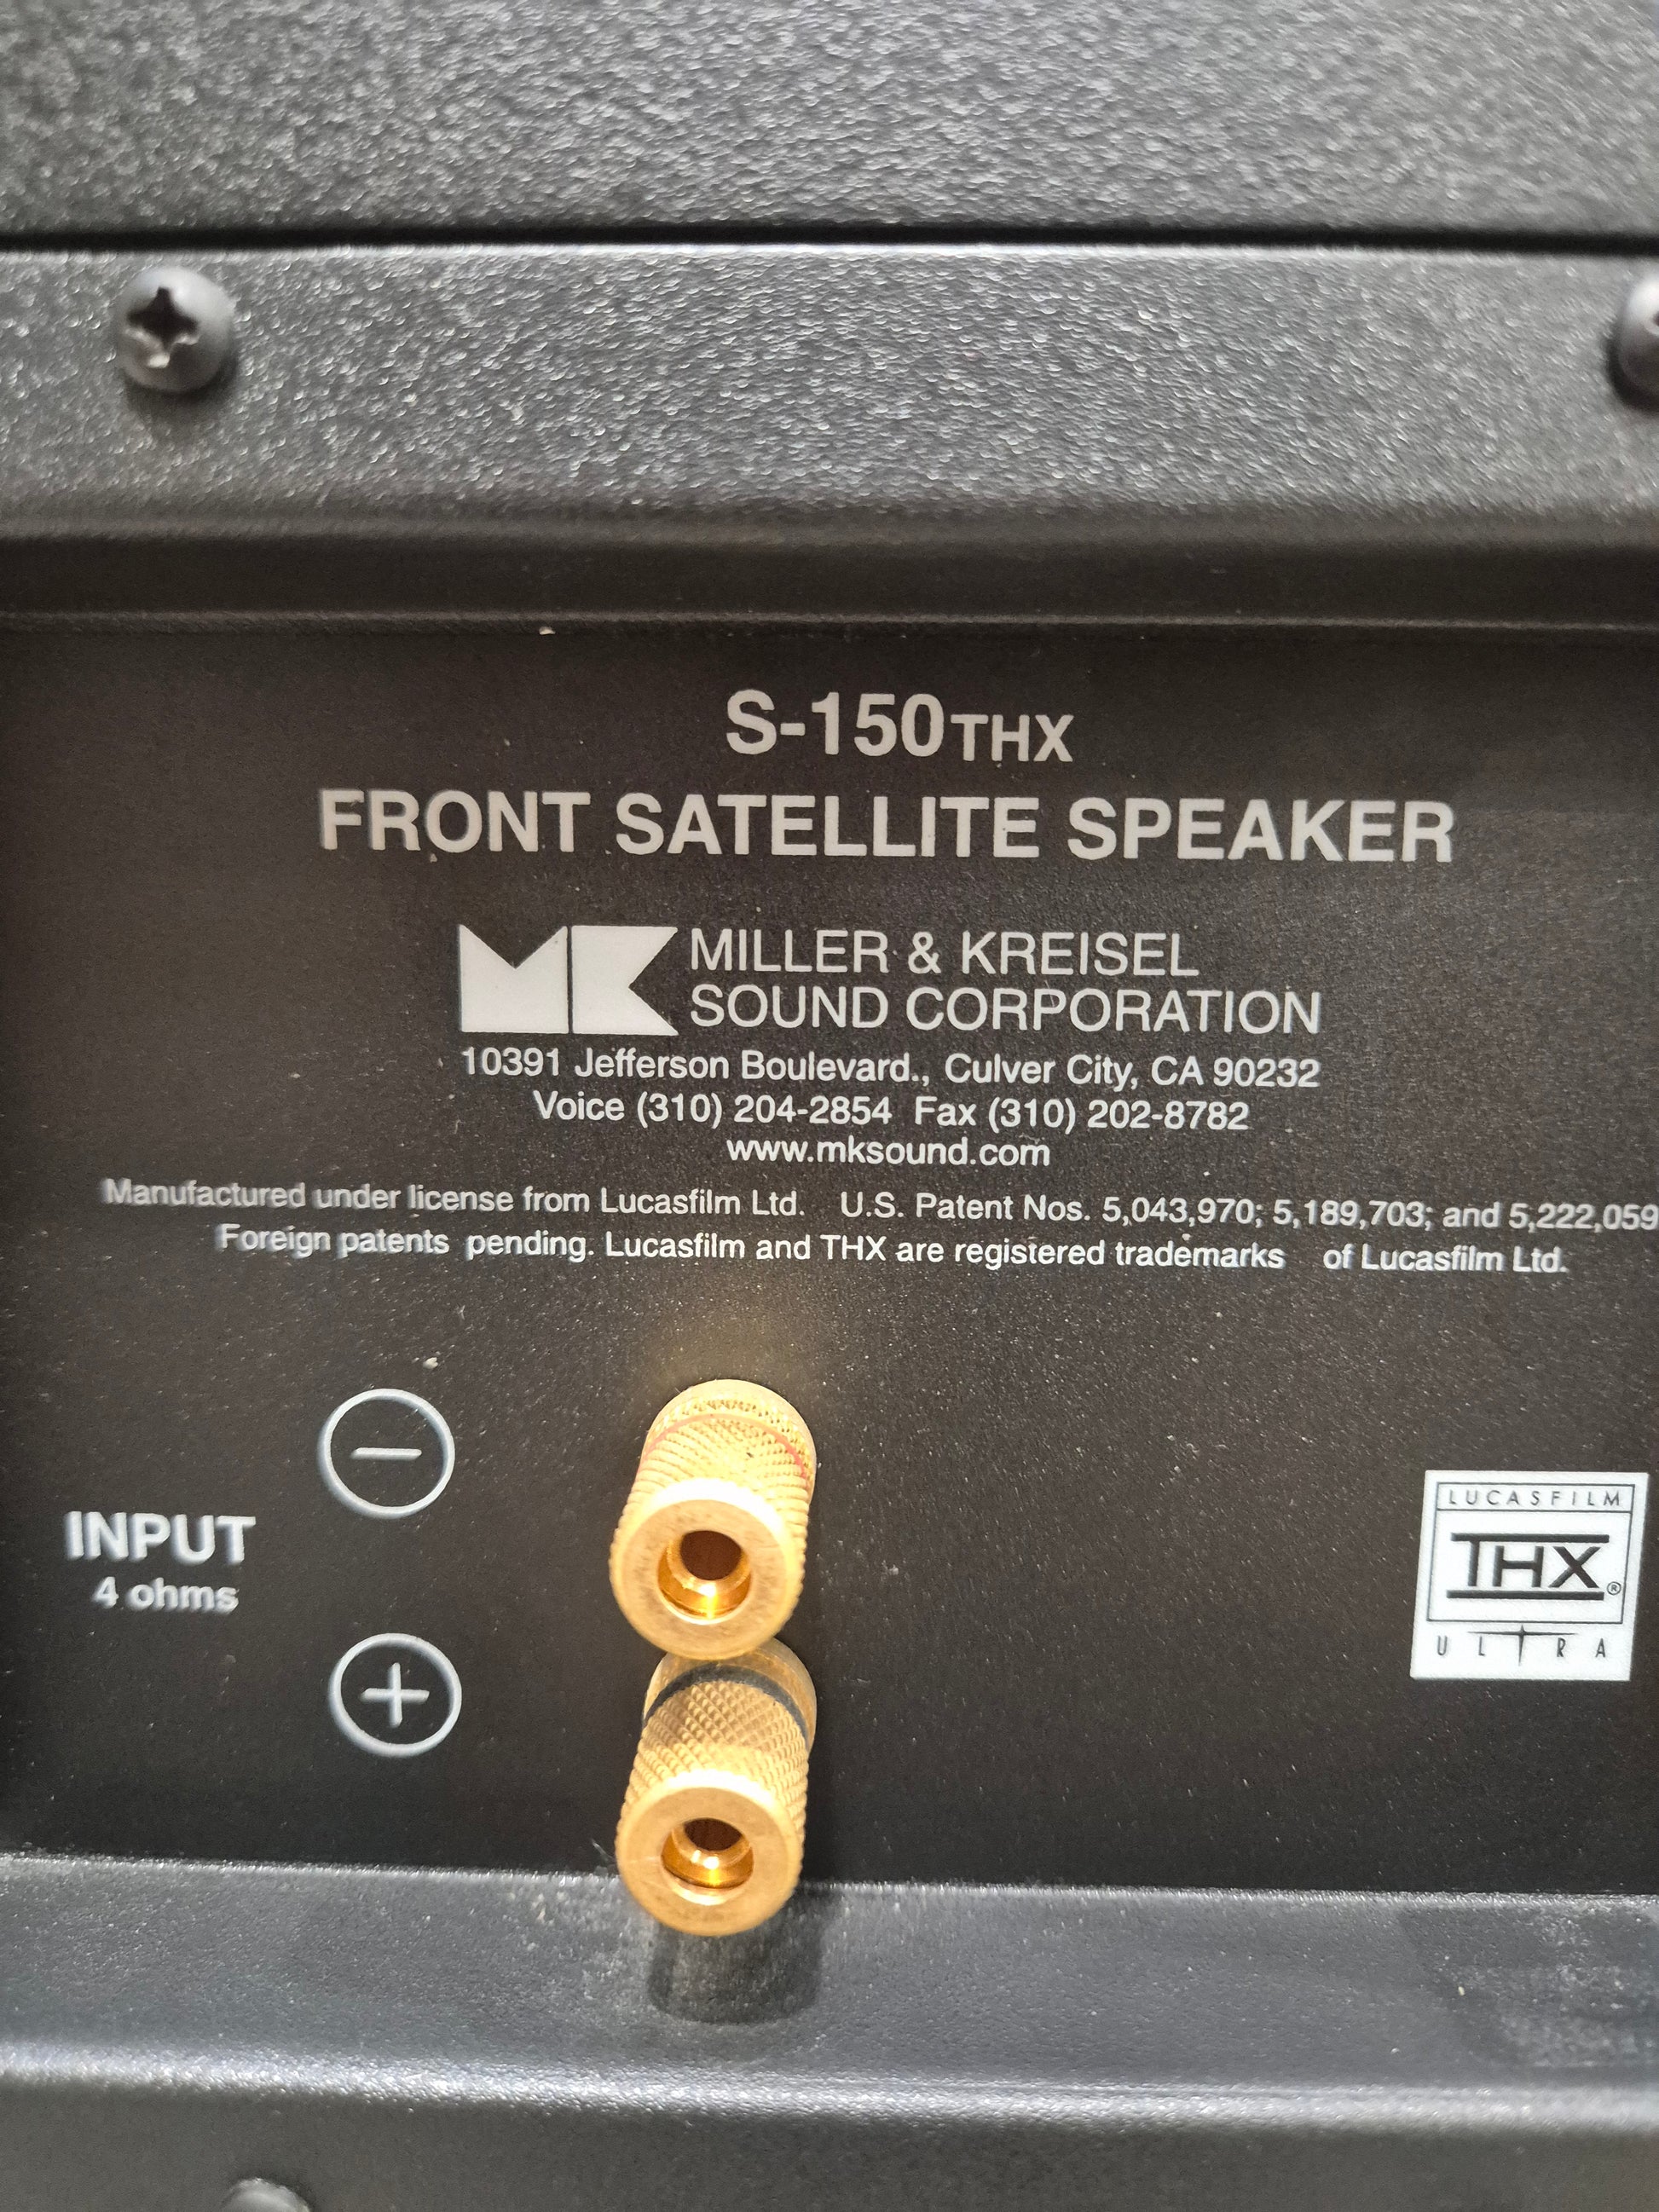 S-150THX
FRONT SATELLITE SPEAKER
MK MILLER & KREISEL
SOUND CORPORATION
10391 Jefferson Boulevard., Culver City, CA 90232
Voice (310) 204-2854 Fax (310) 202-8782
www.mksound.com
Manufactured under license from Lucasfilm Ltd. U.S. Patent Nos. 5,043,970; 5,189,703; and 5,222,059
Foreign patents pending. Lucasfilm and THX are registered trademarks of Lucasfilm Ltd.
−
INPUT
4 ohms
+
LUCASFILM
THX®
ULTRA